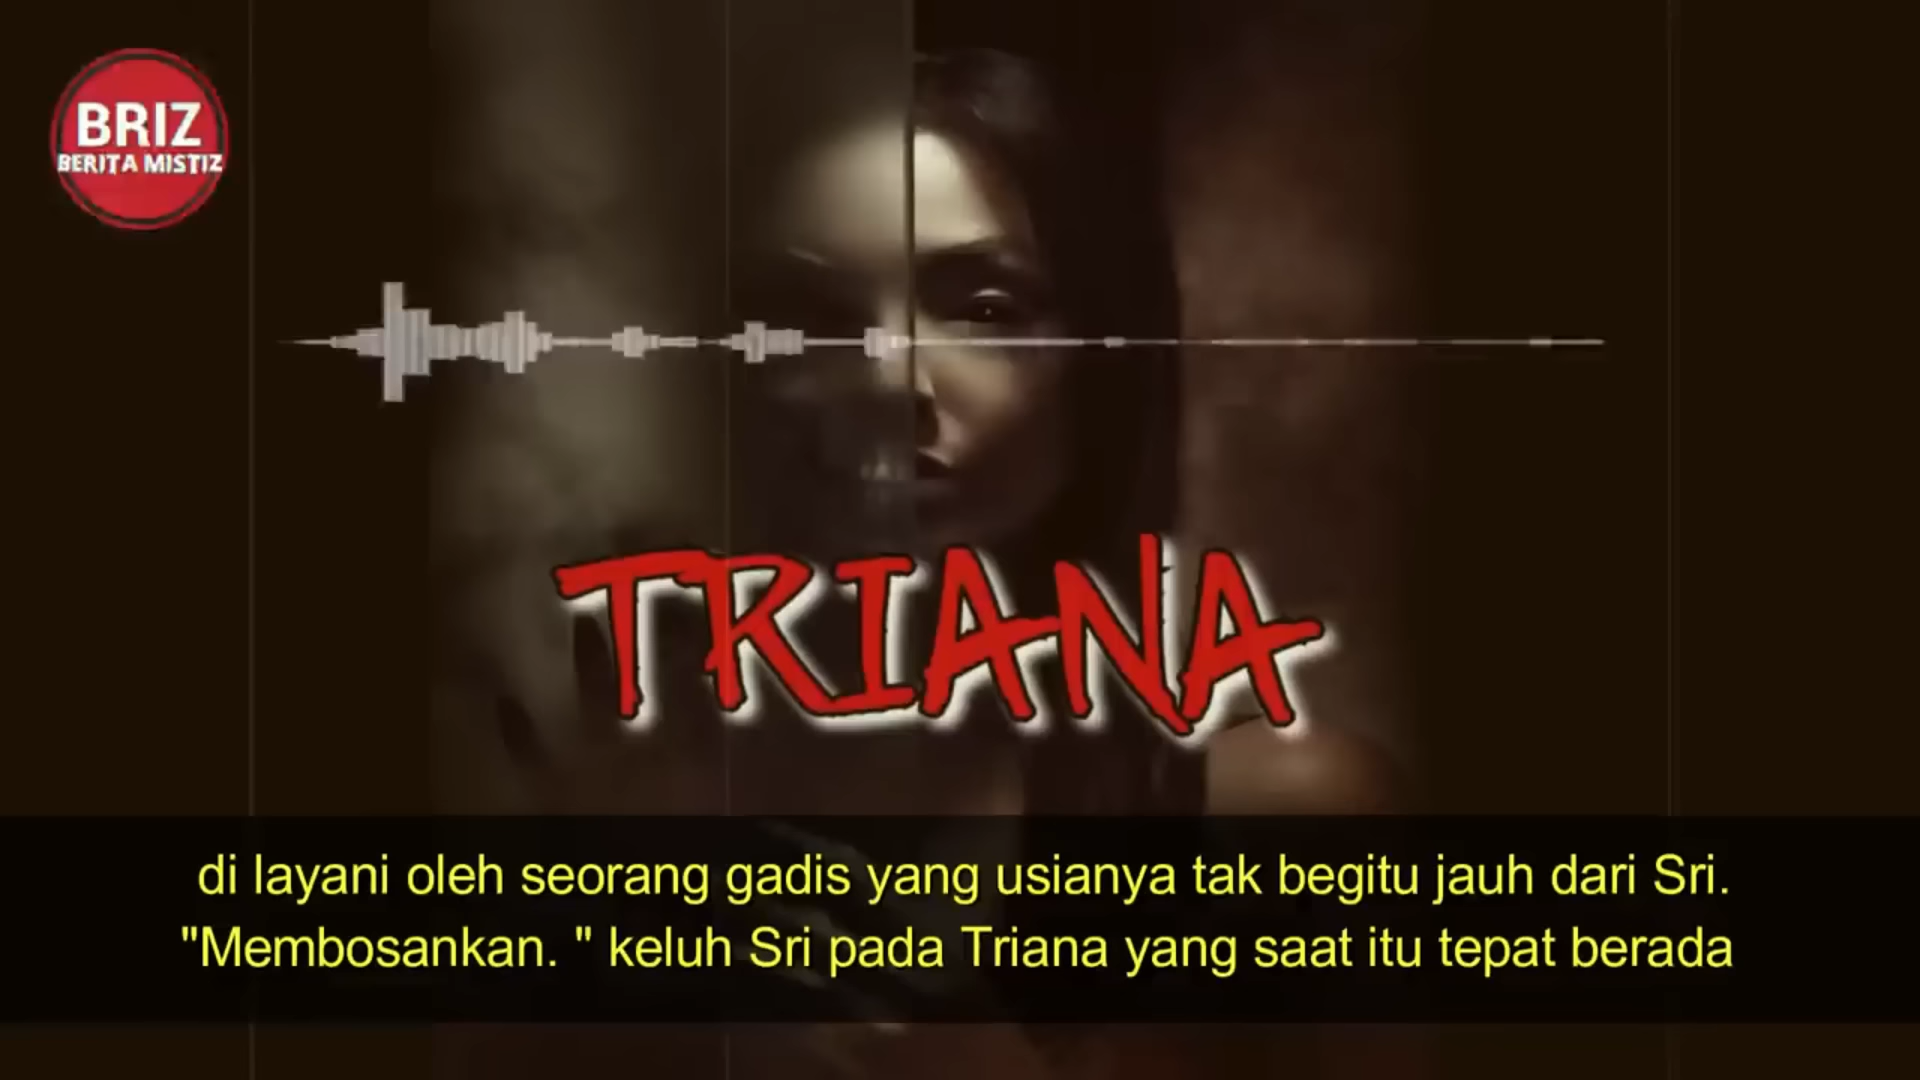 BRIZ
BERITA MISTIZ
TRIANA
di layani oleh seorang gadis yang usianya tak begitu jauh dari Sri.
"Membosankan. " keluh Sri pada Triana yang saat itu tepat berada